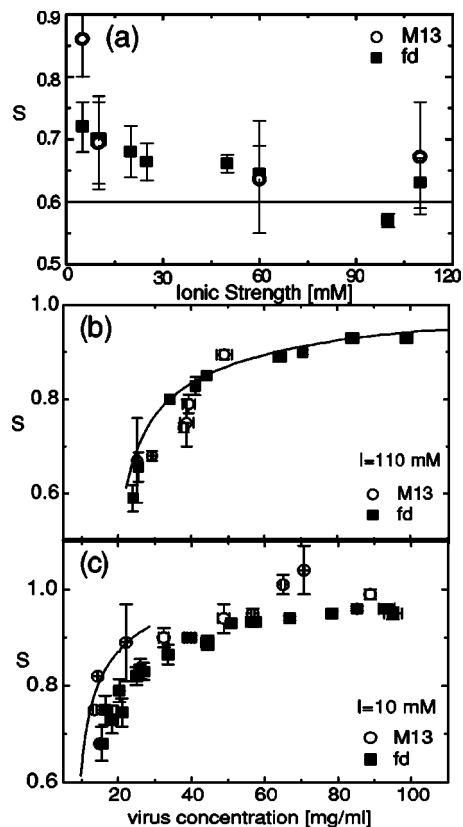 (a)
M13
fd
S
0.9
0.8
0.7
0.6
0.5
0
30
60
90
120
Ionic Strength [mM]
(b)
S
1.0
0.8
0.6
I=110 mM
M13
fd
(c)
S
1.0
0.8
0.6
I=10 mM
M13
fd
20
40
60
80
100
virus concentration [mg/ml]